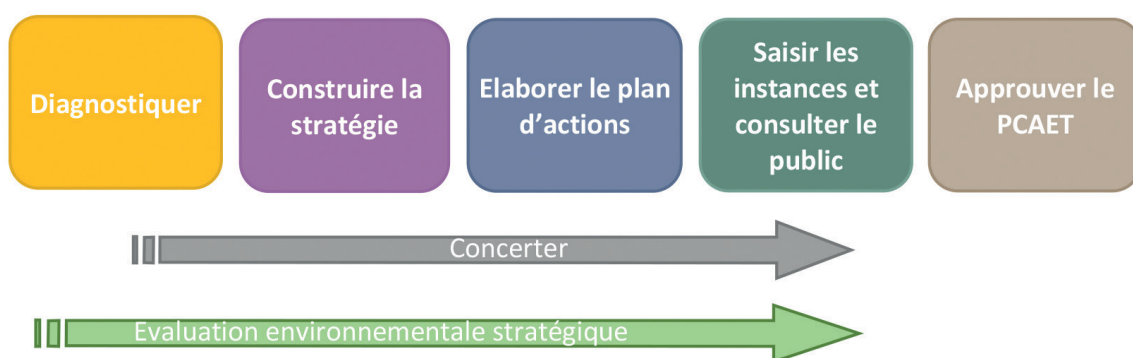 Diagnostiquer
Construire la
stratégie
Elaborer le plan
d'actions
Saisir les
instances et
consulter le
public
Approuver le
PCAET
Concerter
Evaluation environnementale stratégique